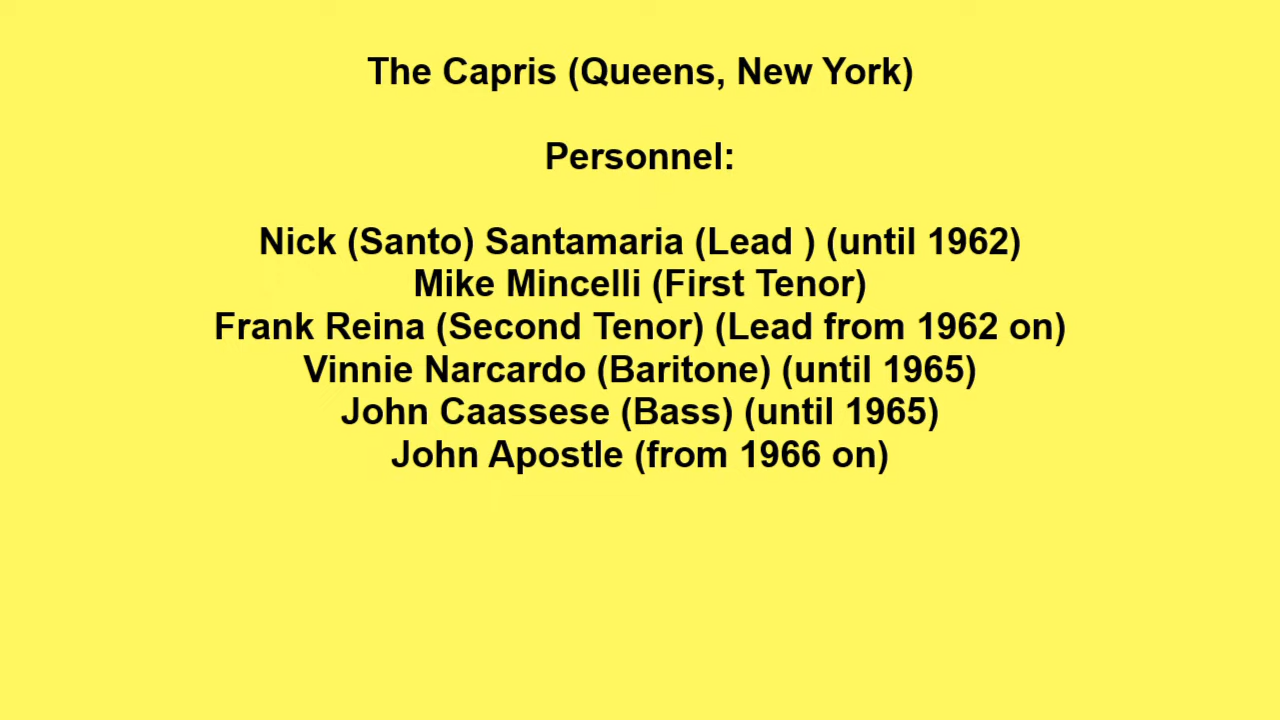 The Capris (Queens, New York)
Personnel:
Nick (Santo) Santamaria (Lead ) (until 1962)
Mike Mincelli (First Tenor)
Frank Reina (Second Tenor) (Lead from 1962 on)
Vinnie Narcardo (Baritone) (until 1965)
John Caassese (Bass) (until 1965)
John Apostle (from 1966 on)